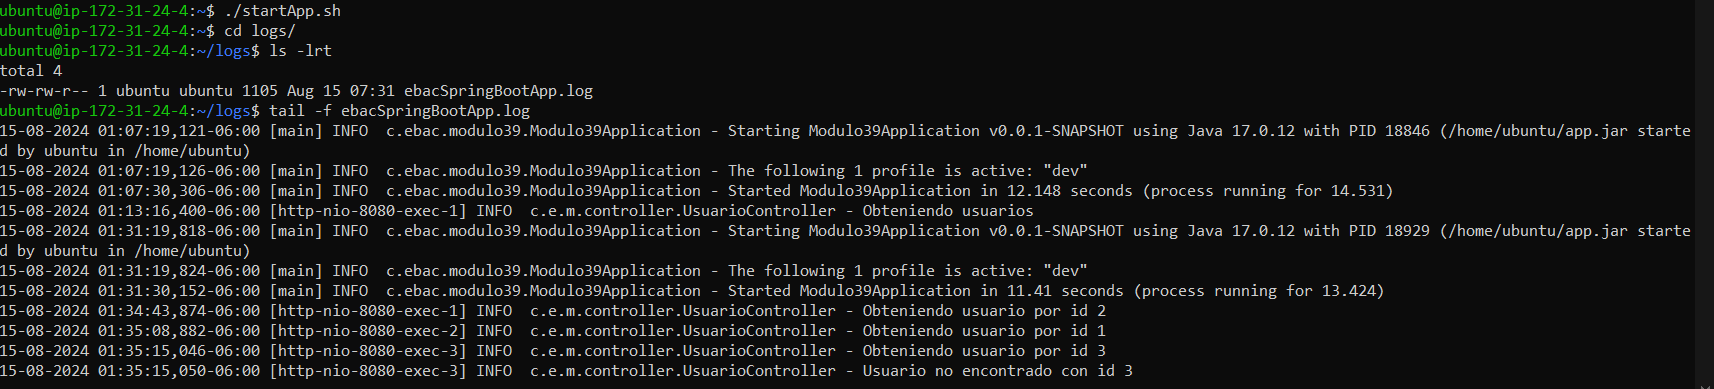 ubuntu@ip-172-31-24-4:~$ ./startApp.sh
ubuntu@ip-172-31-24-4:~$ cd logs/
ubuntu@ip-172-31-24-4:~/logs$ ls -lrt
total 4
-rw-rw-r-- 1 ubuntu ubuntu 1105 Aug 15 07:31 ebacSpringBootApp.log
ubuntu@ip-172-31-24-4:~/logs$ tail -f ebacSpringBootApp.log
15-08-2024 01:07:19,121-06:00 [main] INFO  c.ebac.modulo39.Modulo39Application - Starting Modulo39Application v0.0.1-SNAPSHOT using Java 17.0.12 with PID 18846 (/home/ubuntu/app.jar starte
d by ubuntu in /home/ubuntu)
15-08-2024 01:07:19,126-06:00 [main] INFO  c.ebac.modulo39.Modulo39Application - The following 1 profile is active: "dev"
15-08-2024 01:07:30,306-06:00 [main] INFO  c.ebac.modulo39.Modulo39Application - Started Modulo39Application in 12.148 seconds (process running for 14.531)
15-08-2024 01:13:16,400-06:00 [http-nio-8080-exec-1] INFO  c.e.m.controller.UsuarioController - Obteniendo usuarios
15-08-2024 01:31:19,818-06:00 [main] INFO  c.ebac.modulo39.Modulo39Application - Starting Modulo39Application v0.0.1-SNAPSHOT using Java 17.0.12 with PID 18929 (/home/ubuntu/app.jar starte
d by ubuntu in /home/ubuntu)
15-08-2024 01:31:19,824-06:00 [main] INFO  c.ebac.modulo39.Modulo39Application - The following 1 profile is active: "dev"
15-08-2024 01:31:30,152-06:00 [main] INFO  c.ebac.modulo39.Modulo39Application - Started Modulo39Application in 11.41 seconds (process running for 13.424)
15-08-2024 01:34:43,874-06:00 [http-nio-8080-exec-1] INFO  c.e.m.controller.UsuarioController - Obteniendo usuario por id 2
15-08-2024 01:35:08,882-06:00 [http-nio-8080-exec-2] INFO  c.e.m.controller.UsuarioController - Obteniendo usuario por id 1
15-08-2024 01:35:15,046-06:00 [http-nio-8080-exec-3] INFO  c.e.m.controller.UsuarioController - Obteniendo usuario por id 3
15-08-2024 01:35:15,050-06:00 [http-nio-8080-exec-3] INFO  c.e.m.controller.UsuarioController - Usuario no encontrado con id 3